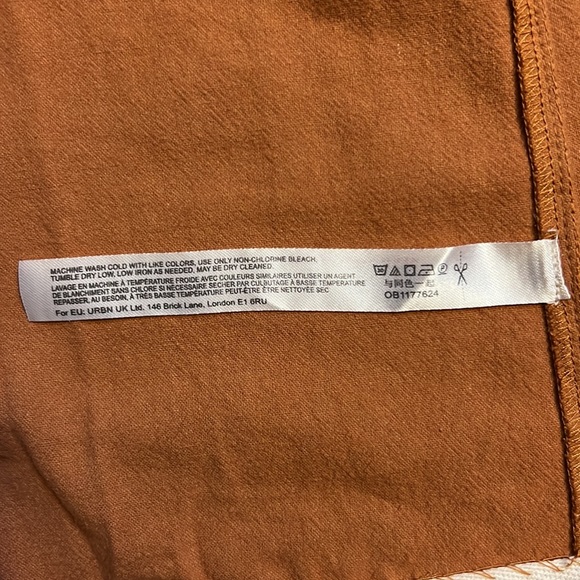 MACHINE WASH COLD WITH LIKE COLORS, USE ONLY NON-CHLORINE BLEACH,
TUMBLE DRY LOW, LOW IRON AS NEEDED, MAY BE DRY CLEANED.
LAVAGE EN MACHINE À TEMPÉRATURE FROIDE AVEC COULEURS SIMILAIRES UTILISER UN AGENT
DE BLANCHIMENT SANS CHLORE SI NÉCESSAIRE SECHER PAR CULBUTAGE À BASSE TEMPÉRATURE
REPASSER, AU BESOIN, À TRÈS BASSE TEMPÉRATURE PEUT-ÊTRE ÊTRE NETTOYÉE SEC
For EU: URBN UK Ltd. 146 Brick Lane, London E1 6RU
与同色一起
OB1177624